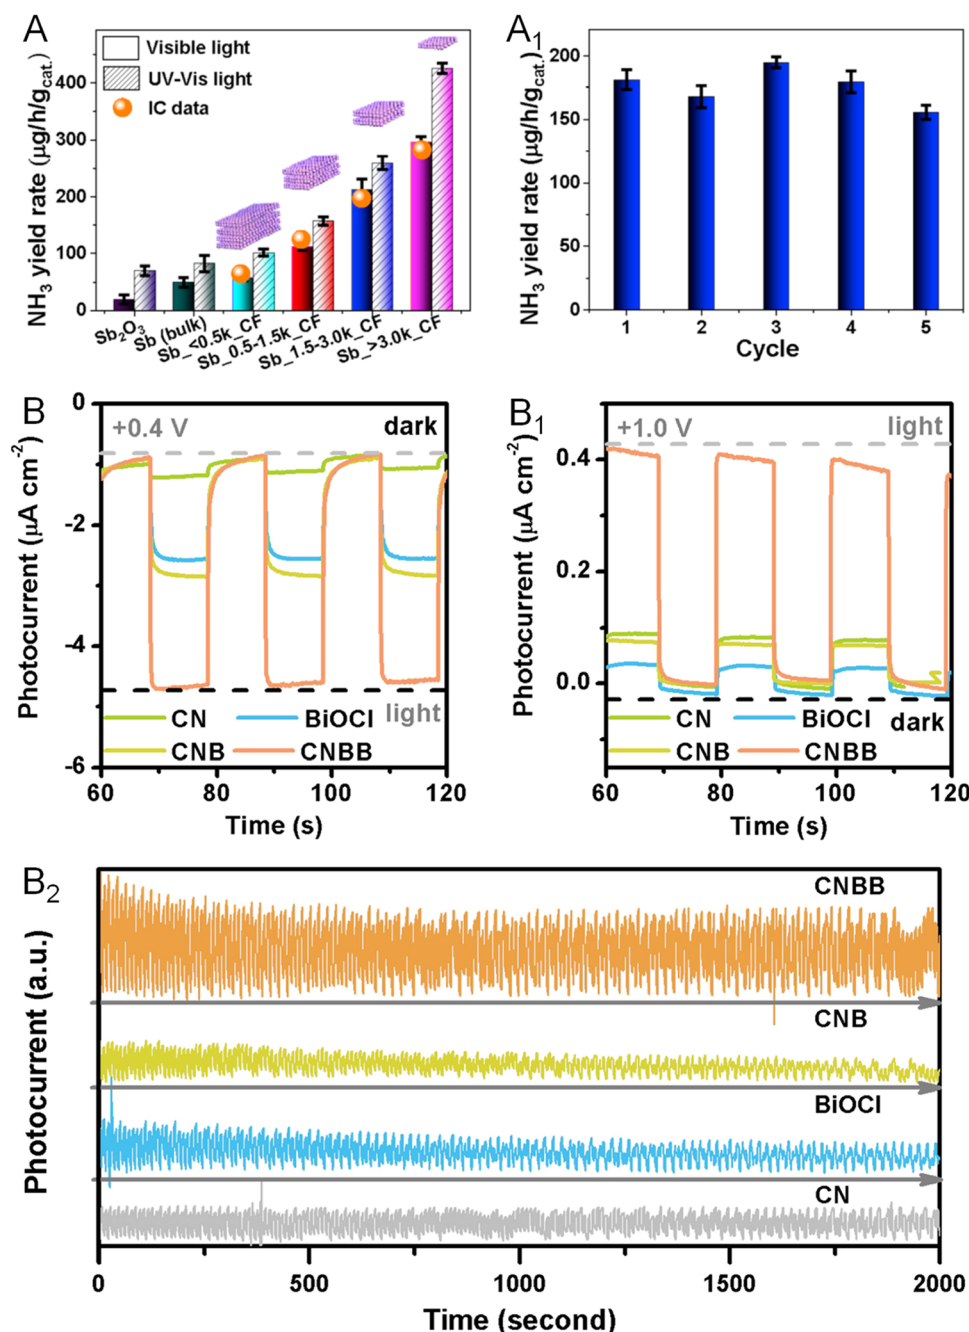 A
NH₃ yield rate (µg/h/g_cat.)
400
300
200
100
0
Visible light
UV-Vis light
IC data
Sb₂O₃
Sb (bulk)
Sb_<0.5k_CF
Sb_0.5-1.5k_CF
Sb_1.5-3.0k_CF
Sb_>3.0k_CF
A₁
NH₃ yield rate (µg/h/g_cat.)
200
150
100
50
0
1 2 3 4 5
Cycle
B
Photocurrent (µA cm⁻²)
0
-2
-4
-6
+0.4 V
dark
light
CN
BiOCl
CNB
CNBB
60 80 100 120
Time (s)
B₁
Photocurrent (µA cm⁻²)
0.4
0.2
0.0
+1.0 V
light
dark
CN
BiOCl
CNB
CNBB
60 80 100 120
Time (s)
B₂
Photocurrent (a.u.)
CNBB
CNB
BiOCl
CN
0 500 1000 1500 2000
Time (second)